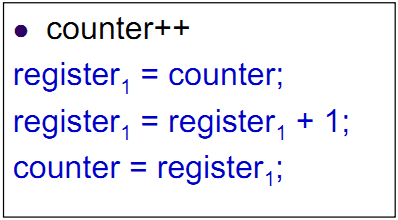 ● counter++
register₁ = counter;
register₁ = register₁ + 1;
counter = register₁;